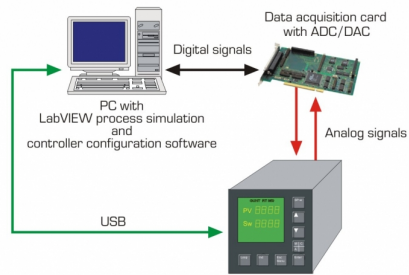 Data acquisition card
with ADC/DAC
Digital signals
PC with
LabVIEW process simulation
and
controller configuration software
Analog signals
USB
PV